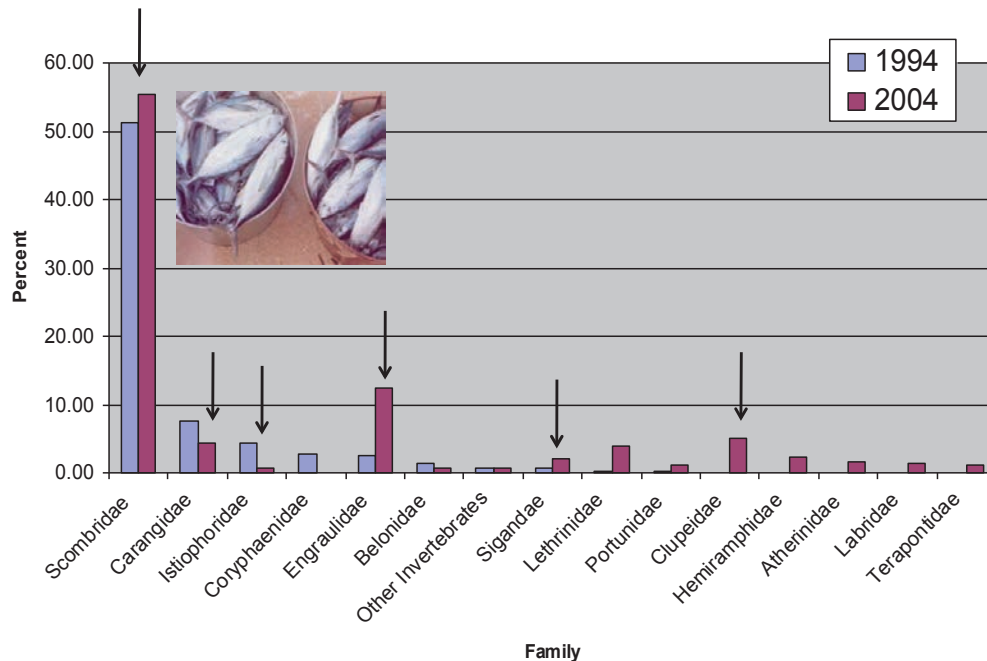 1994
2004
60.00
50.00
40.00
30.00
20.00
10.00
0.00
Percent
Scombridae
Carangidae
Istiophoridae
Coryphaenidae
Engraulidae
Belonidae
Other Invertebrates
Sigandae
Lethrinidae
Portunidae
Clupeidae
Hemiramphidae
Atherinidae
Labridae
Terapontidae
Family